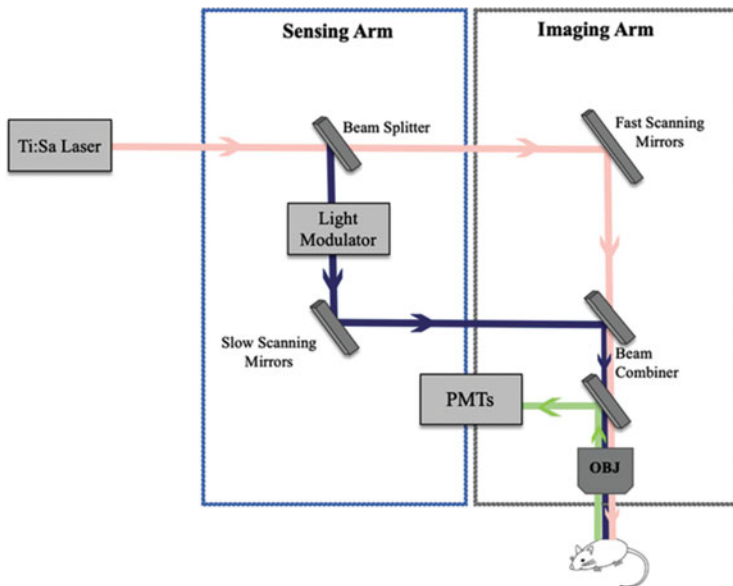 Sensing Arm
Imaging Arm
Ti:Sa Laser
Beam Splitter
Fast Scanning
Mirrors
Light
Modulator
Slow Scanning
Mirrors
Beam
Combiner
PMTs
OBJ